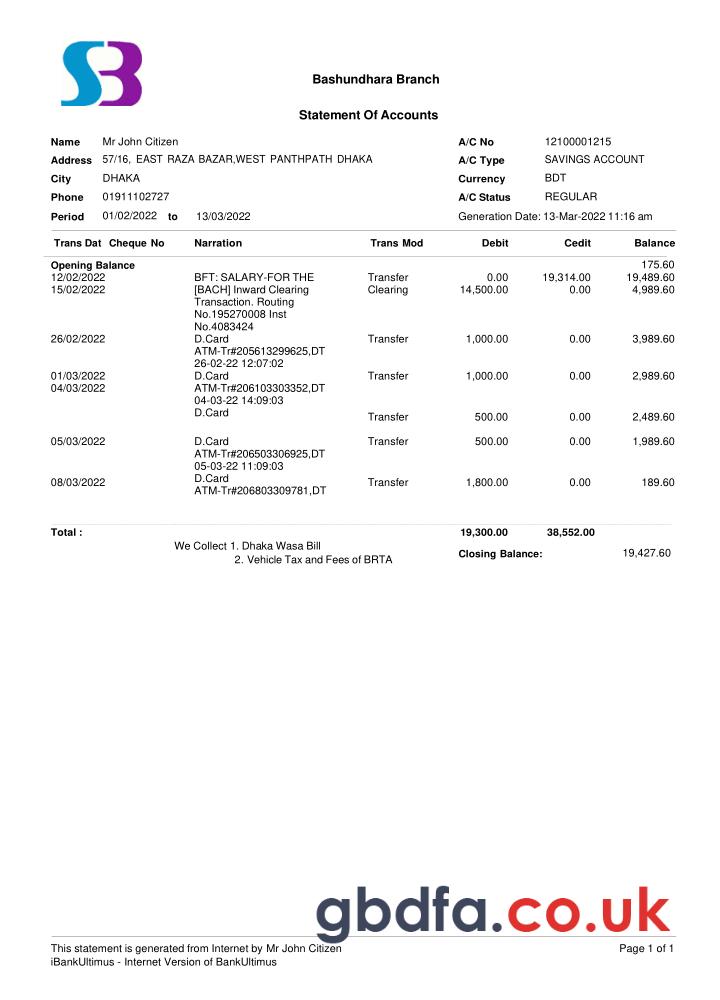 SB
Bashundhara Branch
Statement Of Accounts
Name Mr John Citizen A/C No 12100001215
Address 57/16, EAST RAZA BAZAR,WEST PANTHPATH DHAKA A/C Type SAVINGS ACCOUNT
City DHAKA Currency BDT
Phone 01911102727 A/C Status REGULAR
Period 01/02/2022 to 13/03/2022 Generation Date: 13-Mar-2022 11:16 am
Trans Dat Cheque No Narration Trans Mod Debit Cedit Balance
Opening Balance 175.60
12/02/2022 BFT: SALARY-FOR THE Transfer 0.00 19,314.00 19,489.60
15/02/2022 [BACH] Inward Clearing Clearing 14,500.00 0.00 4,989.60
Transaction. Routing
No.195270008 Inst
No.4083424
26/02/2022 D.Card Transfer 1,000.00 0.00 3,989.60
ATM-Tr#205613299625,DT
26-02-22 12:07:02
01/03/2022 D.Card Transfer 1,000.00 0.00 2,989.60
04/03/2022 ATM-Tr#206103303352,DT
04-03-22 14:09:03
D.Card
Transfer 500.00 0.00 2,489.60
05/03/2022 D.Card Transfer 500.00 0.00 1,989.60
ATM-Tr#206503306925,DT
05-03-22 11:09:03
08/03/2022 D.Card Transfer 1,800.00 0.00 189.60
ATM-Tr#206803309781,DT
Total : 19,300.00 38,552.00
We Collect 1. Dhaka Wasa Bill
2. Vehicle Tax and Fees of BRTA
Closing Balance: 19,427.60
gbdfa.co.uk
This statement is generated from Internet by Mr John Citizen Page 1 of 1
iBankUltimus - Internet Version of BankUltimus